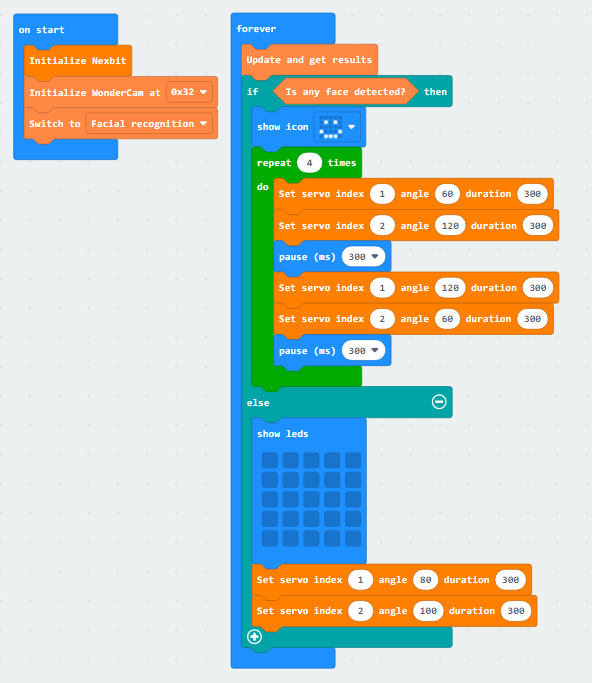 on start
Initialize Nexbit
Initialize WonderCam at 0x32
Switch to Facial recognition
forever
Update and get results
if Is any face detected? then
show icon
repeat 4 times
do
Set servo index 1 angle 60 duration 300
Set servo index 2 angle 120 duration 300
pause (ms) 300
Set servo index 1 angle 120 duration 300
Set servo index 2 angle 60 duration 300
pause (ms) 300
else
show leds
Set servo index 1 angle 80 duration 300
Set servo index 2 angle 100 duration 300